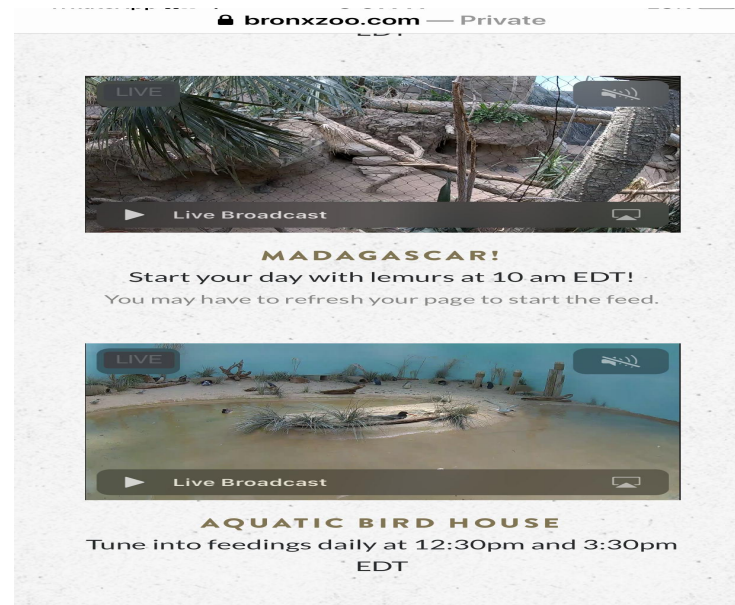 bronxzoo.com — Private
EDT
LIVE
Live Broadcast
MADAGASCAR!
Start your day with lemurs at 10 am EDT!
You may have to refresh your page to start the feed.
LIVE
Live Broadcast
AQUATIC BIRD HOUSE
Tune into feedings daily at 12:30pm and 3:30pm
EDT